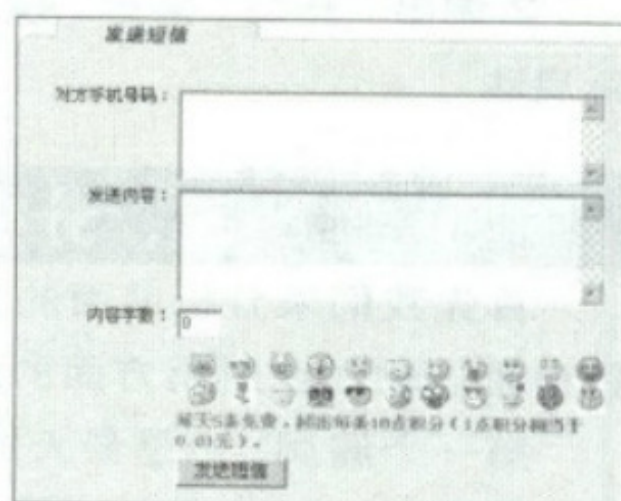 发送短信
对方手机号码：
发送内容：
内容字数：
0
每天5条免费，超出每条10点积分（1点积分相当于
0.01元）。
发送短信